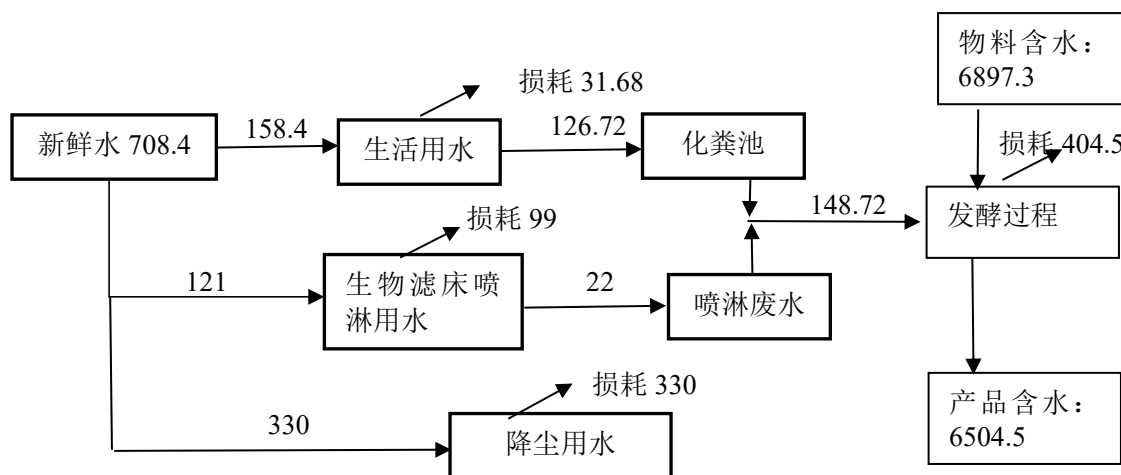 物料含水：
6897.3
损耗 31.68
新鲜水 708.4
158.4
生活用水
126.72
化粪池
损耗 404.5
损耗 99
148.72
发酵过程
121
生物滤床喷
淋用水
22
喷淋废水
损耗 330
330
降尘用水
产品含水：
6504.5